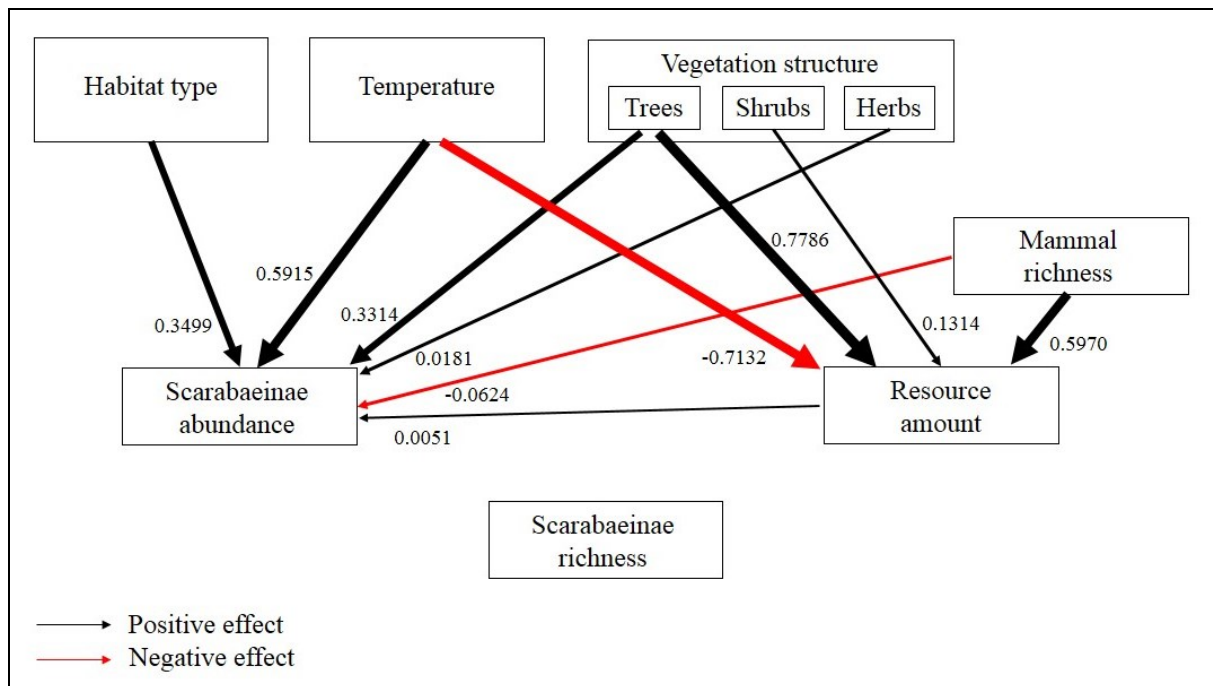 Habitat type
Temperature
Vegetation structure
Trees
Shrubs
Herbs
Mammal
richness
0.7786
0.5915
0.3499
0.3314
0.1314
0.5970
0.0181
-0.7132
-0.0624
0.0051
Scarabaeinae
abundance
Resource
amount
Scarabaeinae
richness
Positive effect
Negative effect